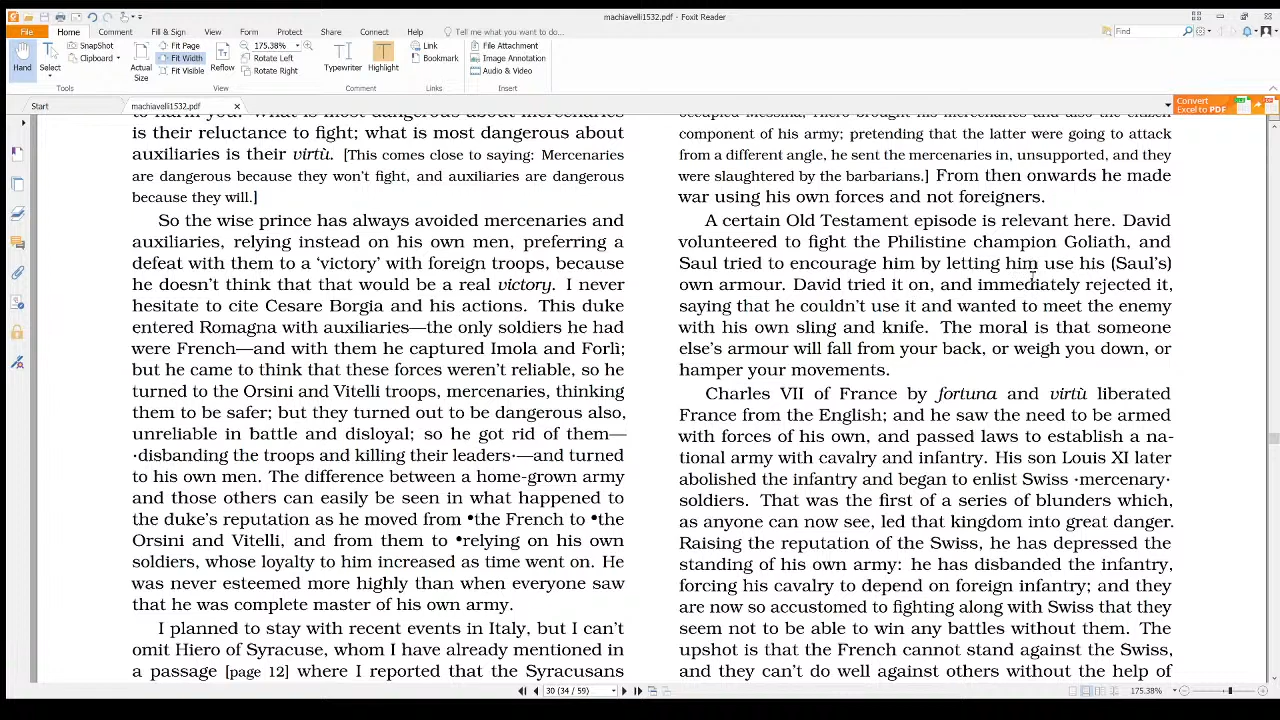 machiavelli1532.pdf - Foxit Reader
File Home Comment View Form Protect Share Connect Help Tell me what you want to do... Find
Hand
Select
SnapShot
Clipboard
Tools
Actual Size
Fit Page
Fit Width
Fit Visible
Reflow
175.38%
Rotate Left
Rotate Right
View
Typewriter
Highlight
Comment
Link
Bookmark
Links
File Attachment
Image Annotation
Audio & Video
Insert
Start
machiavelli1532.pdf
Convert
Excel to PDF
to harm you. What is most dangerous about mercenaries
is their reluctance to fight; what is most dangerous about
auxiliaries is their virtù. [This comes close to saying: Mercenaries
are dangerous because they won't fight, and auxiliaries are dangerous
because they will.]
So the wise prince has always avoided mercenaries and
auxiliaries, relying instead on his own men, preferring a
defeat with them to a ‘victory’ with foreign troops, because
he doesn't think that that would be a real victory. I never
hesitate to cite Cesare Borgia and his actions. This duke
entered Romagna with auxiliaries—the only soldiers he had
were French—and with them he captured Imola and Forlì;
but he came to think that these forces weren't reliable, so he
turned to the Orsini and Vitelli troops, mercenaries, thinking
them to be safer; but they turned out to be dangerous also,
unreliable in battle and disloyal; so he got rid of them—
·disbanding the troops and killing their leaders·—and turned
to his own men. The difference between a home-grown army
and those others can easily be seen in what happened to
the duke's reputation as he moved from •the French to •the
Orsini and Vitelli, and from them to •relying on his own
soldiers, whose loyalty to him increased as time went on. He
was never esteemed more highly than when everyone saw
that he was complete master of his own army.
I planned to stay with recent events in Italy, but I can't
omit Hiero of Syracuse, whom I have already mentioned in
a passage [page 12] where I reported that the Syracusans
occupied Messina, Hiero brought his mercenaries and also the citizen
component of his army; pretending that the latter were going to attack
from a different angle, he sent the mercenaries in, unsupported, and they
were slaughtered by the barbarians.] From then onwards he made
war using his own forces and not foreigners.
A certain Old Testament episode is relevant here. David
volunteered to fight the Philistine champion Goliath, and
Saul tried to encourage him by letting him use his (Saul's)
own armour. David tried it on, and immediately rejected it,
saying that he couldn't use it and wanted to meet the enemy
with his own sling and knife. The moral is that someone
else's armour will fall from your back, or weigh you down, or
hamper your movements.
Charles VII of France by fortuna and virtù liberated
France from the English; and he saw the need to be armed
with forces of his own, and passed laws to establish a na-
tional army with cavalry and infantry. His son Louis XI later
abolished the infantry and began to enlist Swiss ·mercenary·
soldiers. That was the first of a series of blunders which,
as anyone can now see, led that kingdom into great danger.
Raising the reputation of the Swiss, he has depressed the
standing of his own army: he has disbanded the infantry,
forcing his cavalry to depend on foreign infantry; and they
are now so accustomed to fighting along with Swiss that they
seem not to be able to win any battles without them. The
upshot is that the French cannot stand against the Swiss,
and they can't do well against others without the help of
30 (34 / 59)
175.38%